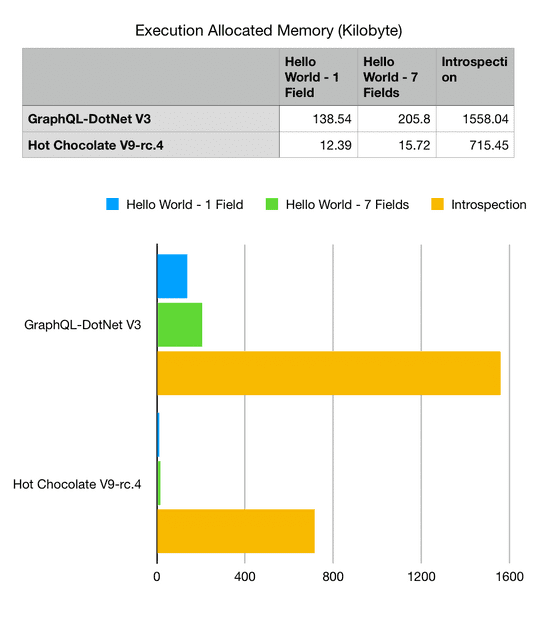 Execution Allocated Memory (Kilobyte)
Hello World - 1 Field
Hello World - 7 Fields
Introspecti
on
GraphQL-DotNet V3 138.54 205.8 1558.04
Hot Chocolate V9-rc.4 12.39 15.72 715.45
Hello World - 1 Field Hello World - 7 Fields Introspection
GraphQL-DotNet V3
Hot Chocolate V9-rc.4
0 400 800 1200 1600